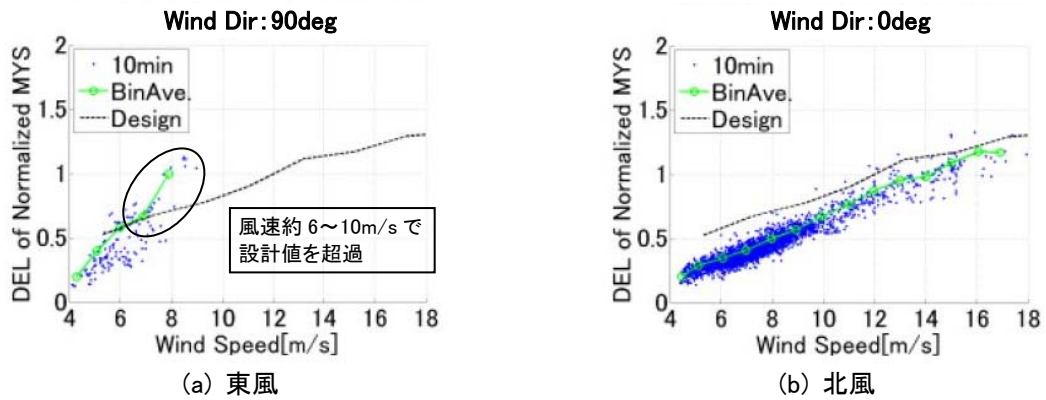 Wind Dir:90deg
2
1.5
1
0.5
0
DEL of Normalized MYS
10min
BinAve.
Design
風速約 6～10m/s で
設計値を超過
4 6 8 10 12 14 16 18
Wind Speed[m/s]
(a) 東風
Wind Dir:0deg
2
1.5
1
0.5
0
DEL of Normalized MYS
10min
BinAve.
Design
4 6 8 10 12 14 16 18
Wind Speed[m/s]
(b) 北風